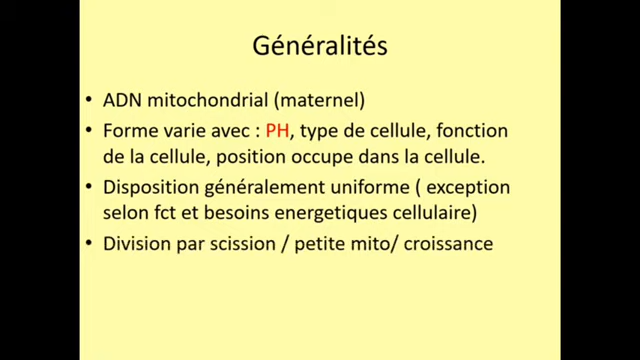 Généralités
• ADN mitochondrial (maternel)
• Forme varie avec : PH, type de cellule, fonction
de la cellule, position occupe dans la cellule.
• Disposition généralement uniforme ( exception
selon fct et besoins energetiques cellulaire)
• Division par scission / petite mito/ croissance